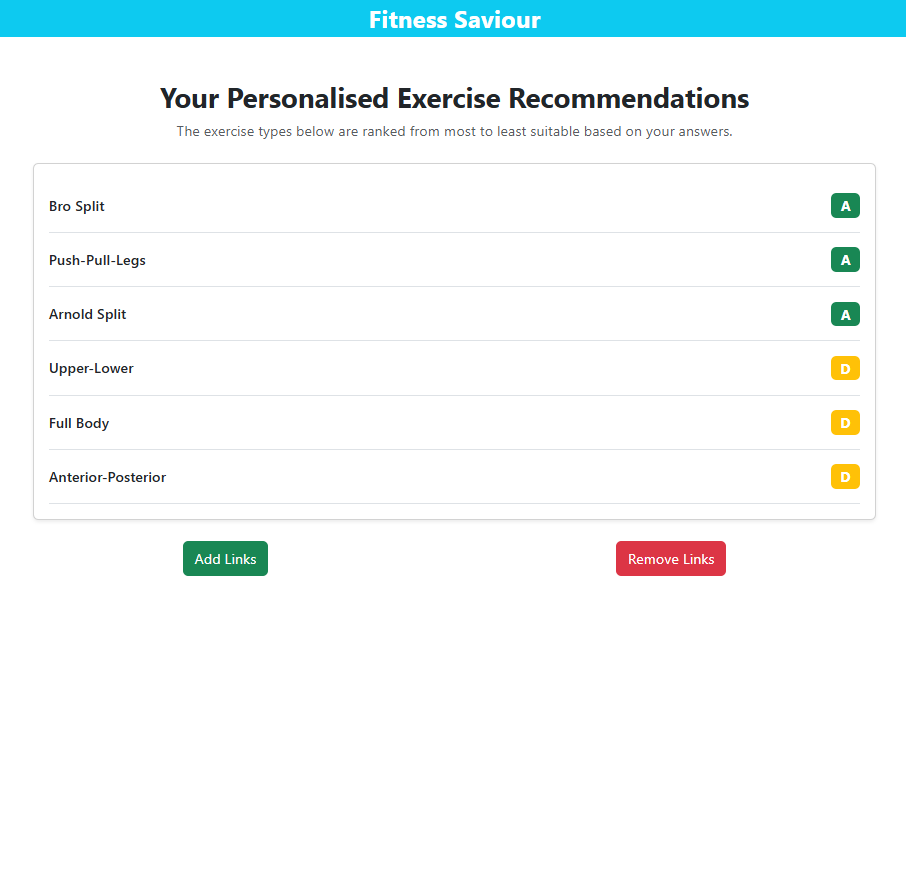 Fitness Saviour
Your Personalised Exercise Recommendations
The exercise types below are ranked from most to least suitable based on your answers.
Bro Split A
Push-Pull-Legs A
Arnold Split A
Upper-Lower D
Full Body D
Anterior-Posterior D
Add Links Remove Links